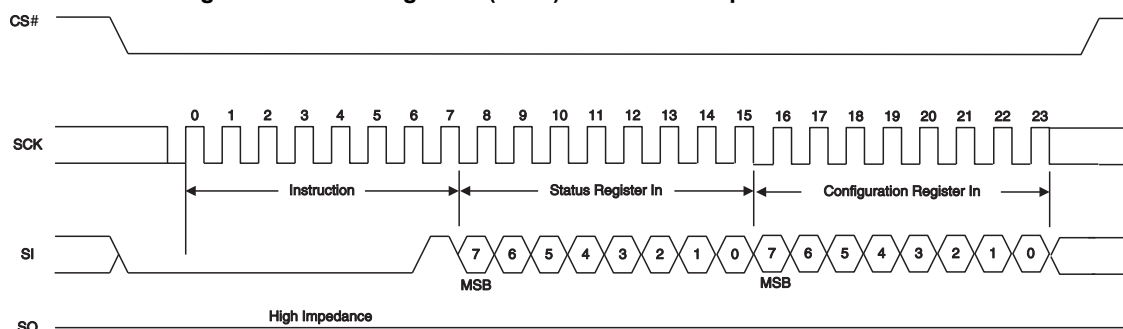 CS#
0 1 2 3 4 5 6 7 8 9 10 11 12 13 14 15 16 17 18 19 20 21 22 23
SCK
Instruction Status Register In Configuration Register In
SI 7 6 5 4 3 2 1 0 7 6 5 4 3 2 1 0
MSB MSB
High Impedance
SO